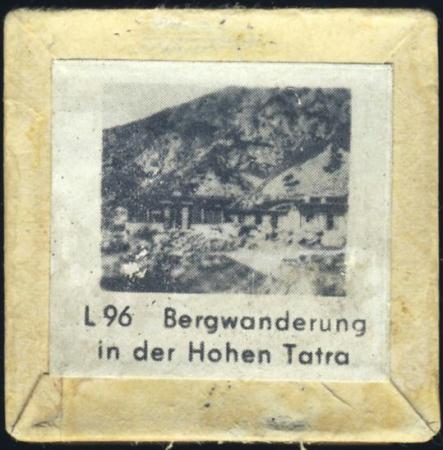 L 96 Bergwanderung
in der Hohen Tatra